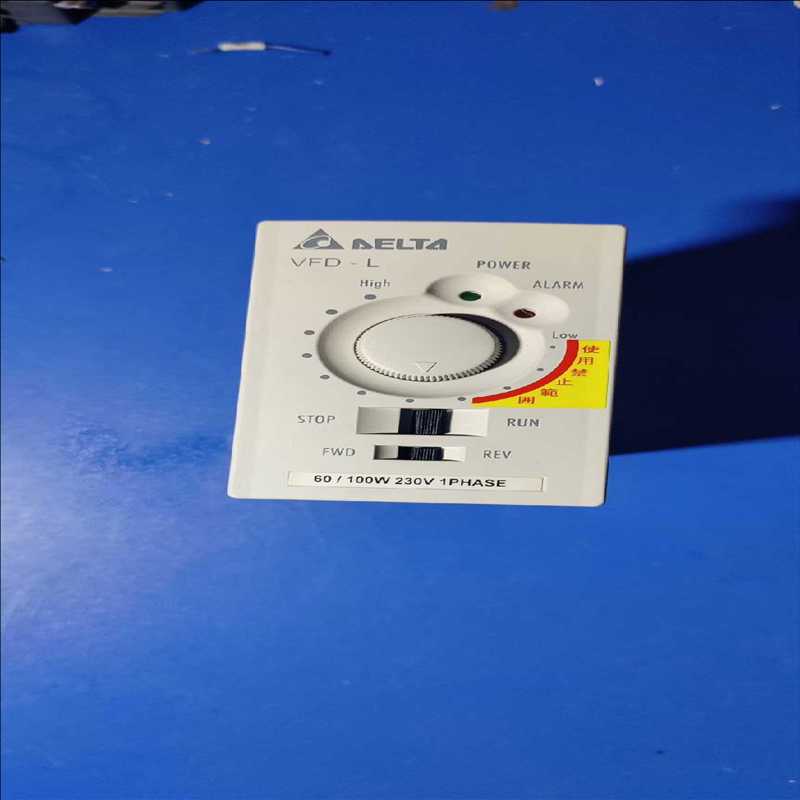 DELTA
VFD - L
POWER
High
ALARM
Low
使用禁止範囲
STOP
RUN
FWD
REV
60 / 100W 230V 1PHASE